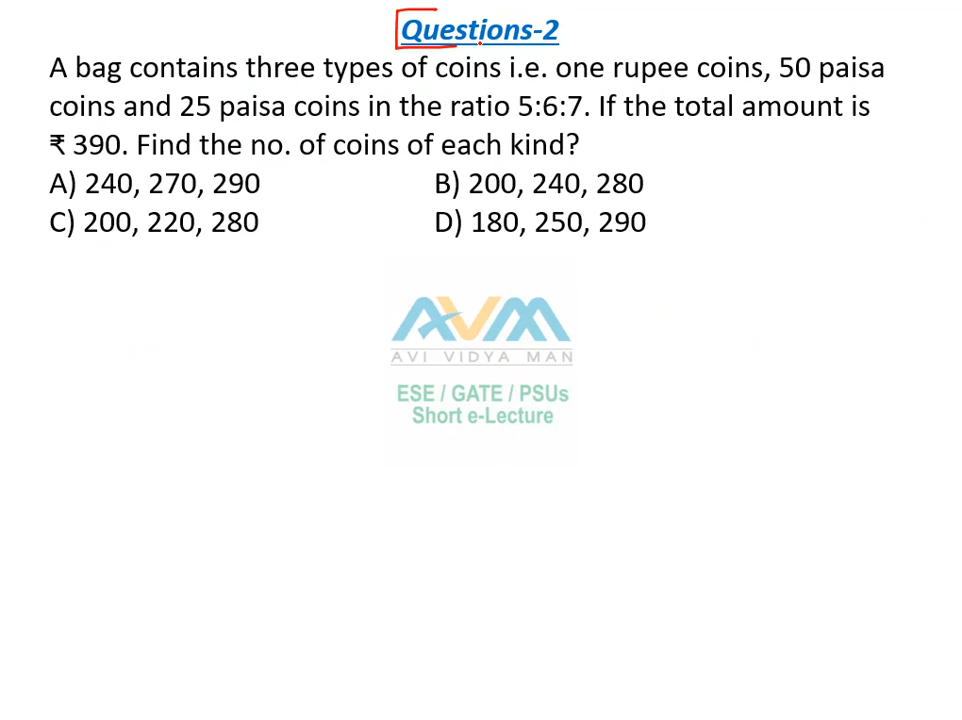 Questions-2
A bag contains three types of coins i.e. one rupee coins, 50 paisa
coins and 25 paisa coins in the ratio 5:6:7. If the total amount is
₹ 390. Find the no. of coins of each kind?
A) 240, 270, 290 B) 200, 240, 280
C) 200, 220, 280 D) 180, 250, 290
AVM
AVI VIDYA MAN
ESE / GATE / PSUs
Short e-Lecture